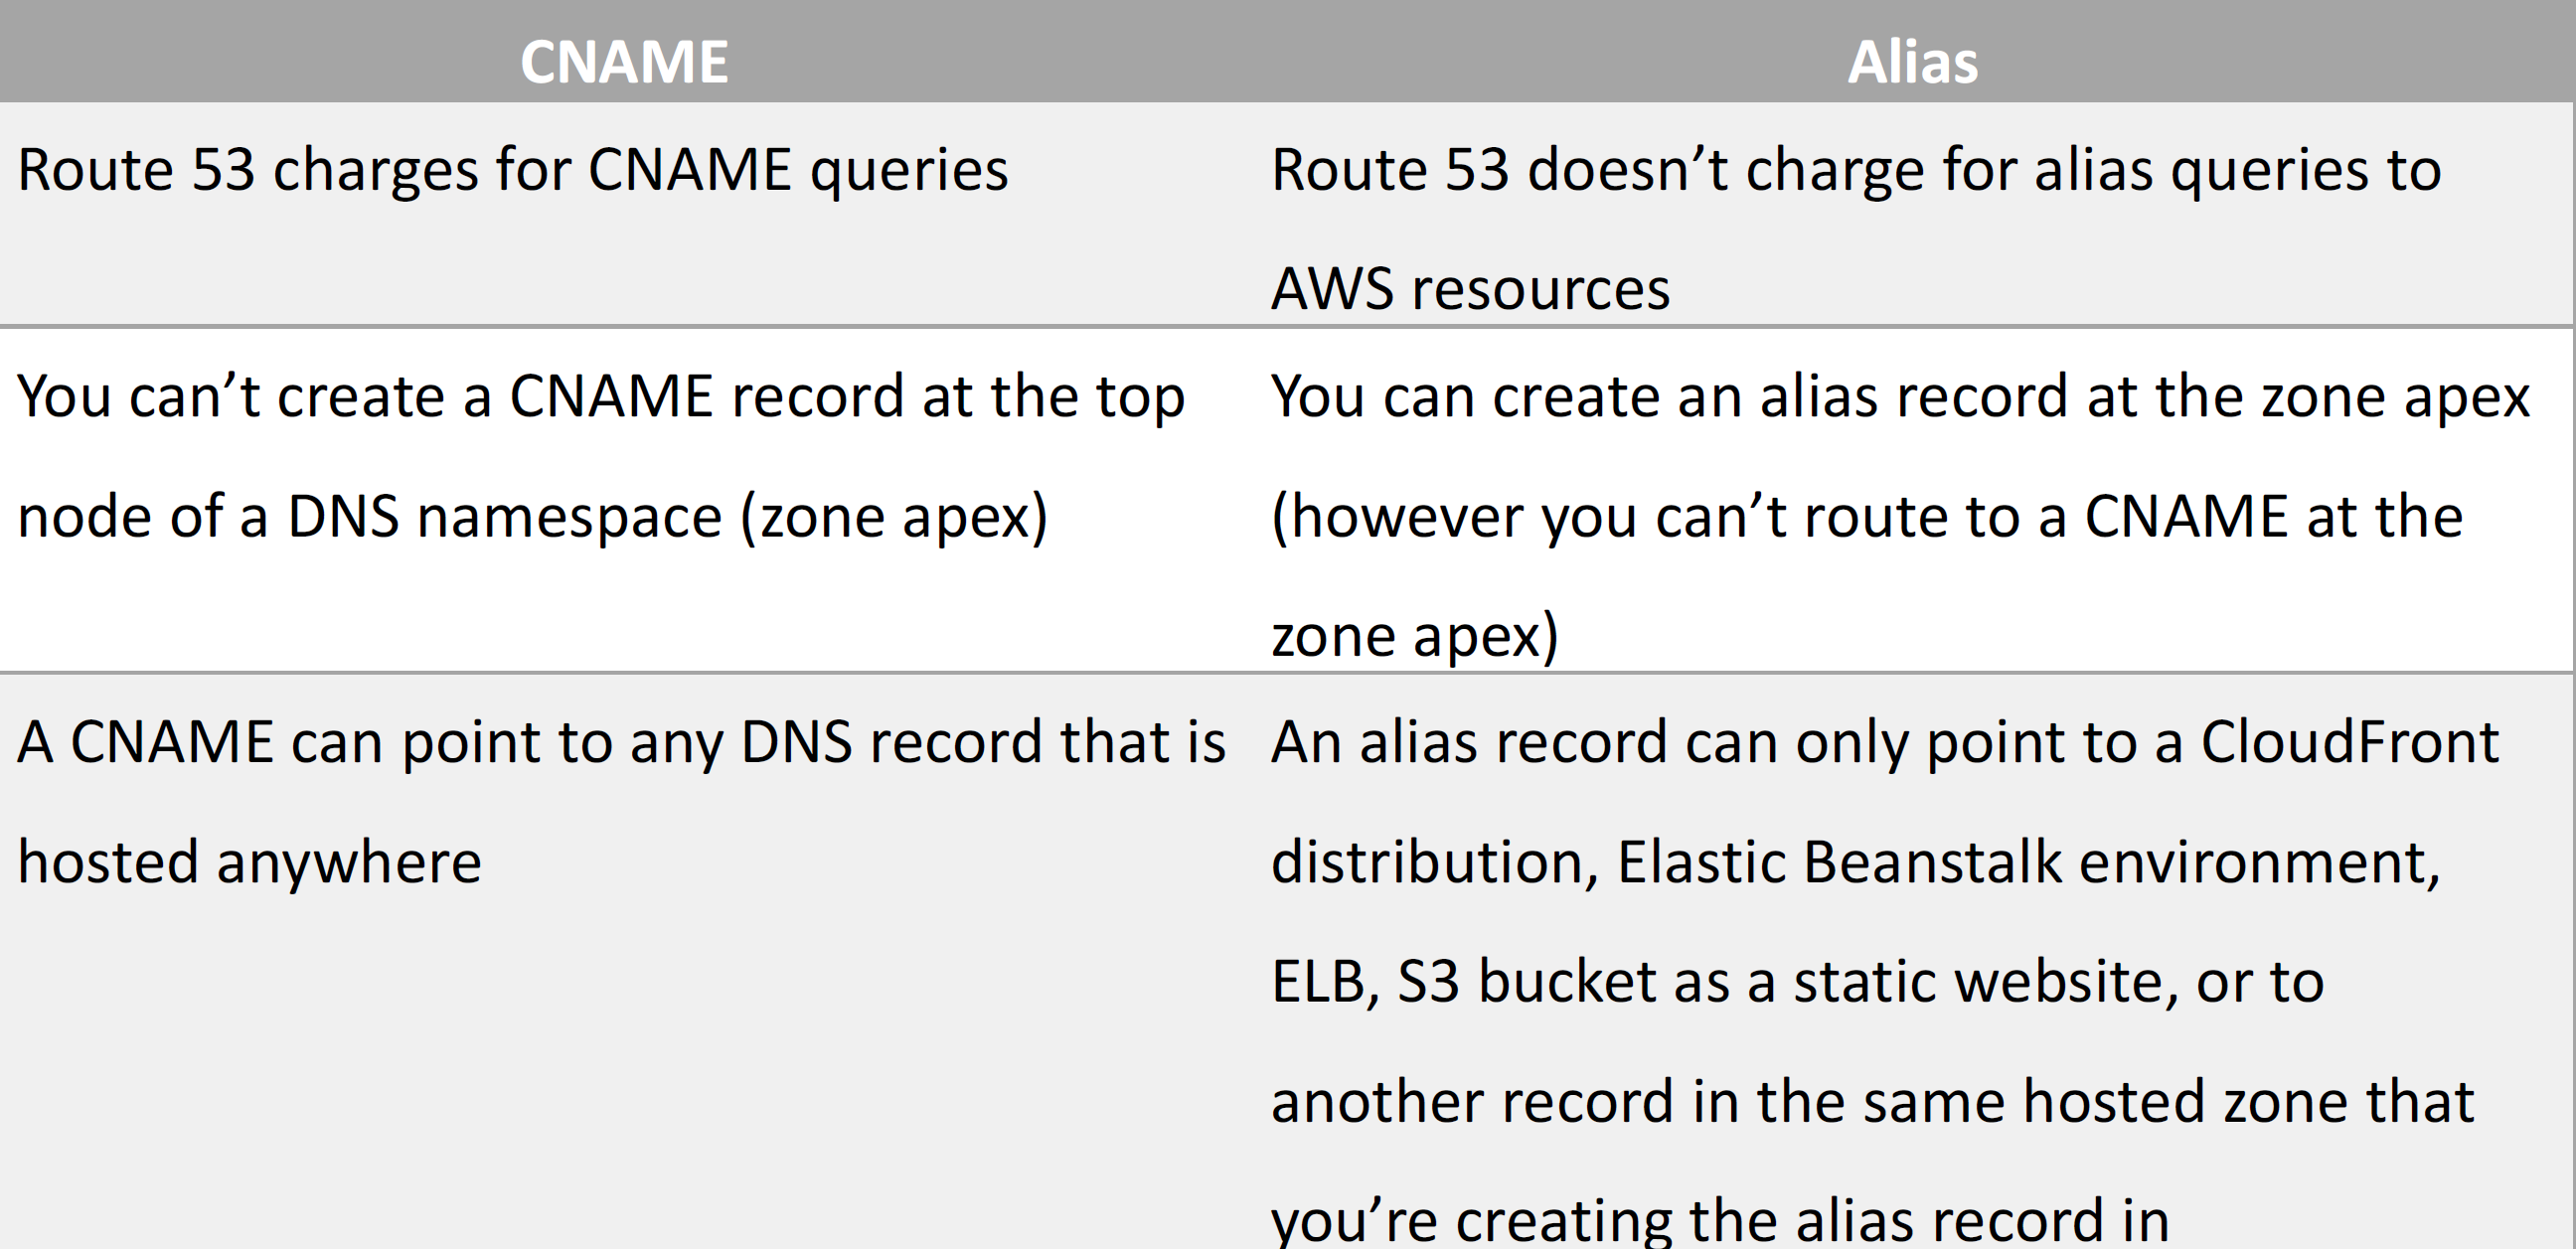 CNAME
Alias
Route 53 charges for CNAME queries
Route 53 doesn’t charge for alias queries to
AWS resources
You can’t create a CNAME record at the top
node of a DNS namespace (zone apex)
You can create an alias record at the zone apex
(however you can’t route to a CNAME at the
zone apex)
A CNAME can point to any DNS record that is
hosted anywhere
An alias record can only point to a CloudFront
distribution, Elastic Beanstalk environment,
ELB, S3 bucket as a static website, or to
another record in the same hosted zone that
you’re creating the alias record in